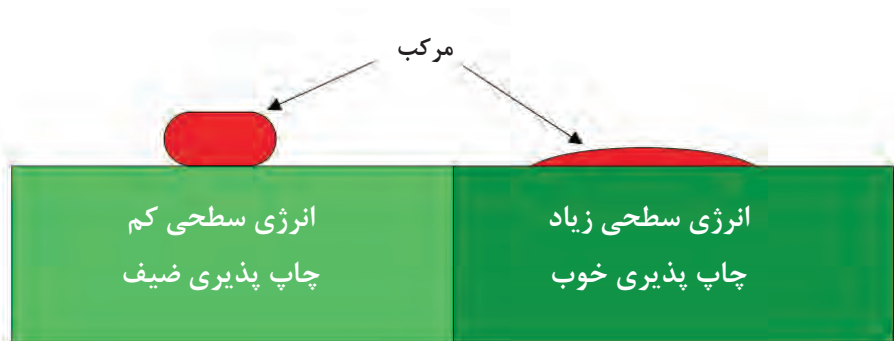 مرکب
انرژی سطحی زیاد
چاپ پذیری خوب
انرژی سطحی کم
چاپ پذیری ضیف